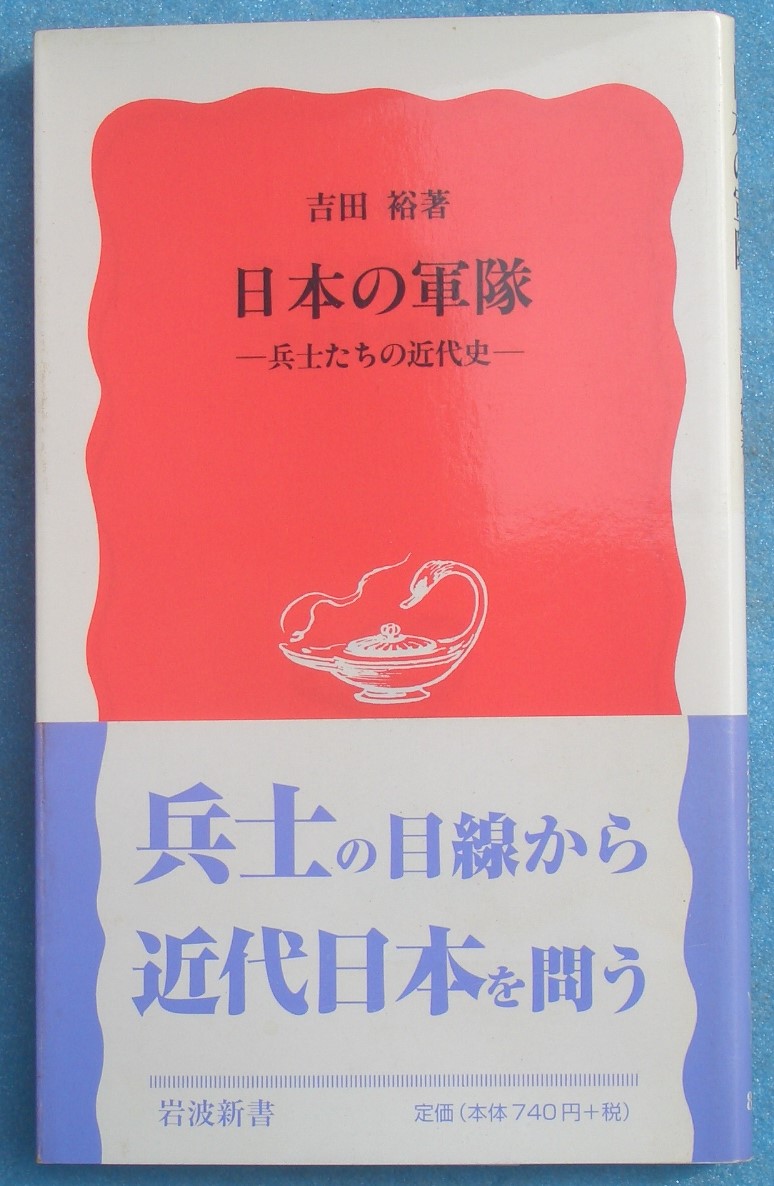 吉田 裕著
日本の軍隊
―兵士たちの近代史―
兵士の目線から
近代日本を問う
岩波新書
定価(本体740円+税)